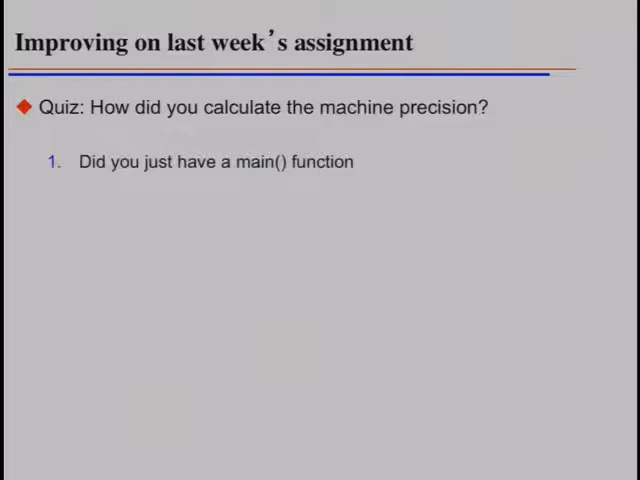 Improving on last week’s assignment
Quiz: How did you calculate the machine precision?
1. Did you just have a main() function